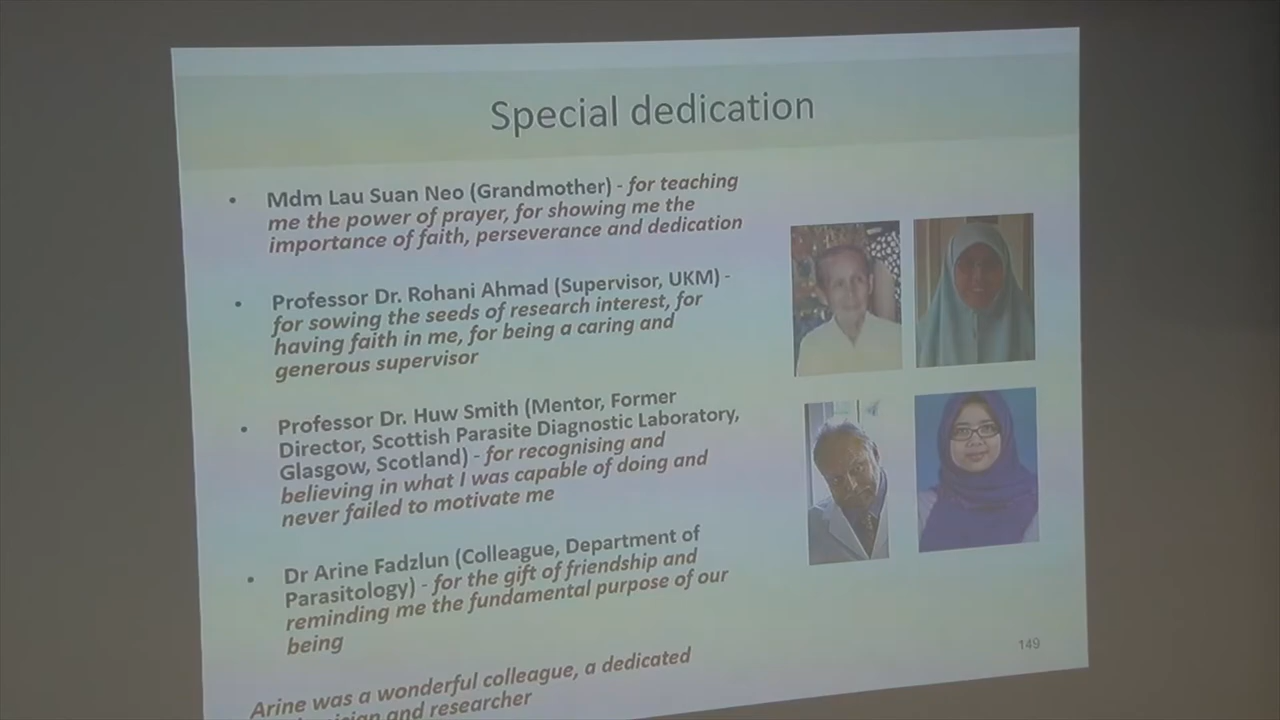 Special dedication
• Mdm Lau Suan Neo (Grandmother) - for teaching
me the power of prayer, for showing me the
importance of faith, perseverance and dedication
• Professor Dr. Rohani Ahmad (Supervisor, UKM) -
for sowing the seeds of research interest, for
having faith in me, for being a caring and
generous supervisor
• Professor Dr. Huw Smith (Mentor, Former
Director, Scottish Parasite Diagnostic Laboratory,
Glasgow, Scotland) - for recognising and
believing in what I was capable of doing and
never failed to motivate me
• Dr Arine Fadzlun (Colleague, Department of
Parasitology) - for the gift of friendship and
reminding me the fundamental purpose of our
being
149
Arine was a wonderful colleague, a dedicated
and researcher